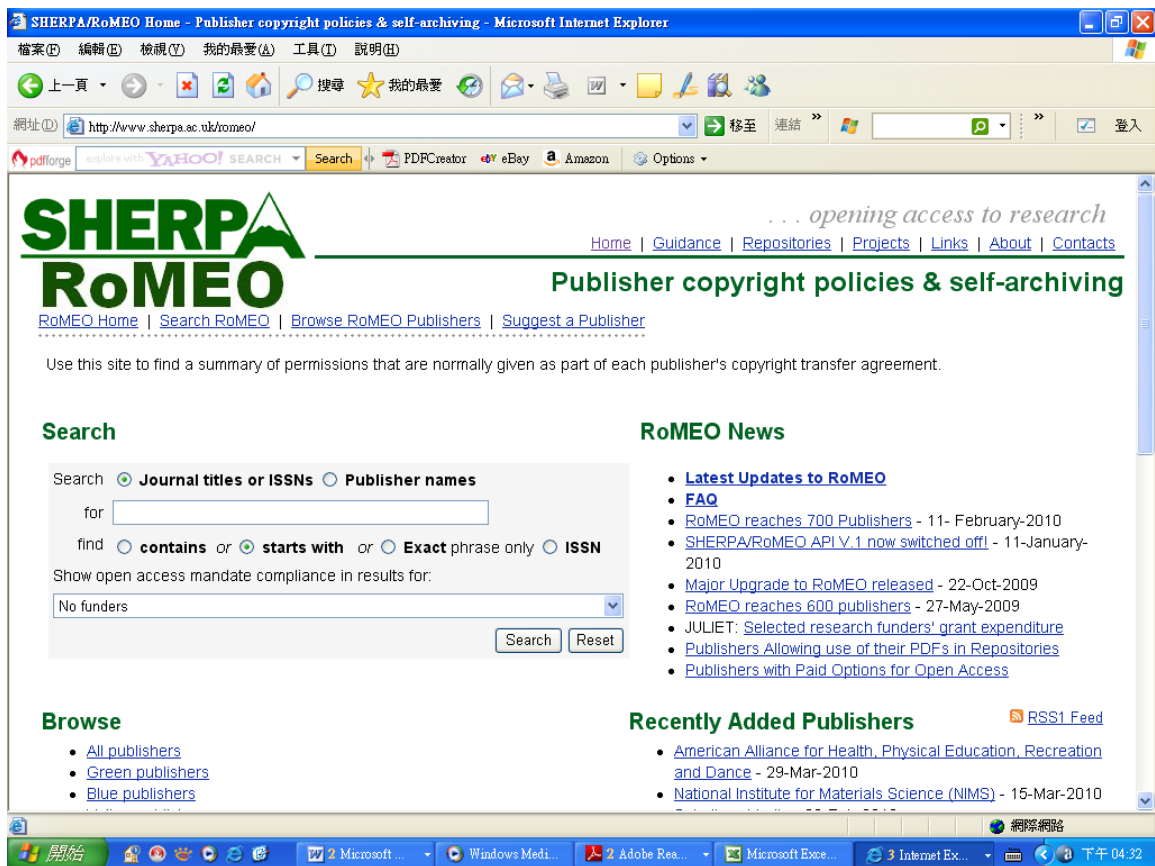 SHERPA/RoMEO Home - Publisher copyright policies & self-archiving - Microsoft Internet Explorer
檔案(F) 編輯(E) 檢視(V) 我的最愛(A) 工具(T) 說明(H)
上一頁 搜尋 我的最愛
網址(D) http://www.sherpa.ac.uk/romeo/ 移至 連結 » » 登入
pdfforge explore with YAHOO! SEARCH Search PDFCreator eBay Amazon Options
SHERPA
RoMEO
. . . opening access to research
Home | Guidance | Repositories | Projects | Links | About | Contacts
Publisher copyright policies & self-archiving
RoMEO Home | Search RoMEO | Browse RoMEO Publishers | Suggest a Publisher
Use this site to find a summary of permissions that are normally given as part of each publisher's copyright transfer agreement.
Search
Search Journal titles or ISSNs Publisher names
for
find contains or starts with or Exact phrase only ISSN
Show open access mandate compliance in results for:
No funders
Search Reset
RoMEO News
Latest Updates to RoMEO
FAQ
RoMEO reaches 700 Publishers - 11- February-2010
SHERPA/RoMEO API V.1 now switched off! - 11-January-
2010
Major Upgrade to RoMEO released - 22-Oct-2009
RoMEO reaches 600 publishers - 27-May-2009
JULIET: Selected research funders' grant expenditure
Publishers Allowing use of their PDFs in Repositories
Publishers with Paid Options for Open Access
Browse
All publishers
Green publishers
Blue publishers
Recently Added Publishers RSS1 Feed
American Alliance for Health, Physical Education, Recreation
and Dance - 29-Mar-2010
National Institute for Materials Science (NIMS) - 15-Mar-2010
網際網路
開始 2 Microsoft ... Windows Medi... 2 Adobe Rea... Microsoft Exce... 3 Internet Ex... 下午 04:32